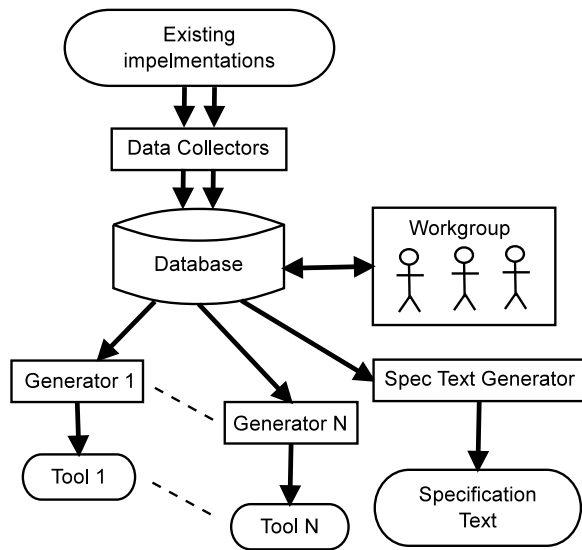 Existing
impelmentations
Data Collectors
Database
Workgroup
Generator 1
Generator N
Spec Text Generator
Tool 1
Tool N
Specification
Text